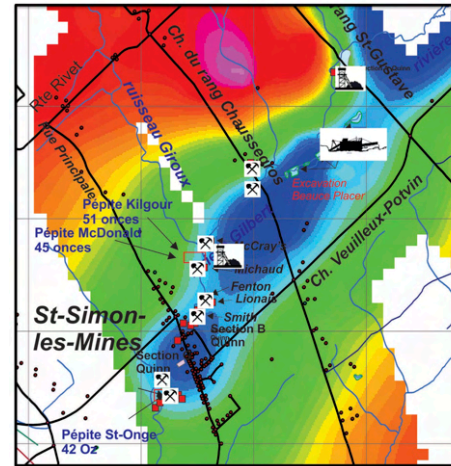 Rte Rivet
Ch. du rang Chaussegros
rang St-Gustave
rivière
ruisseau Giroux
rue Principale
Excavation
Beauce Placer
Gilbert
Ch. Veuilleux-Potvin
Pépite Kilgour
51 onces
Pépite McDonald
45 onces
McCray's
Michaud
Fenton
Lionais
Smith
St-Simon-
les-Mines
Section B
Quinn
Section
Quinn
Pépite St-Onge
42 Oz